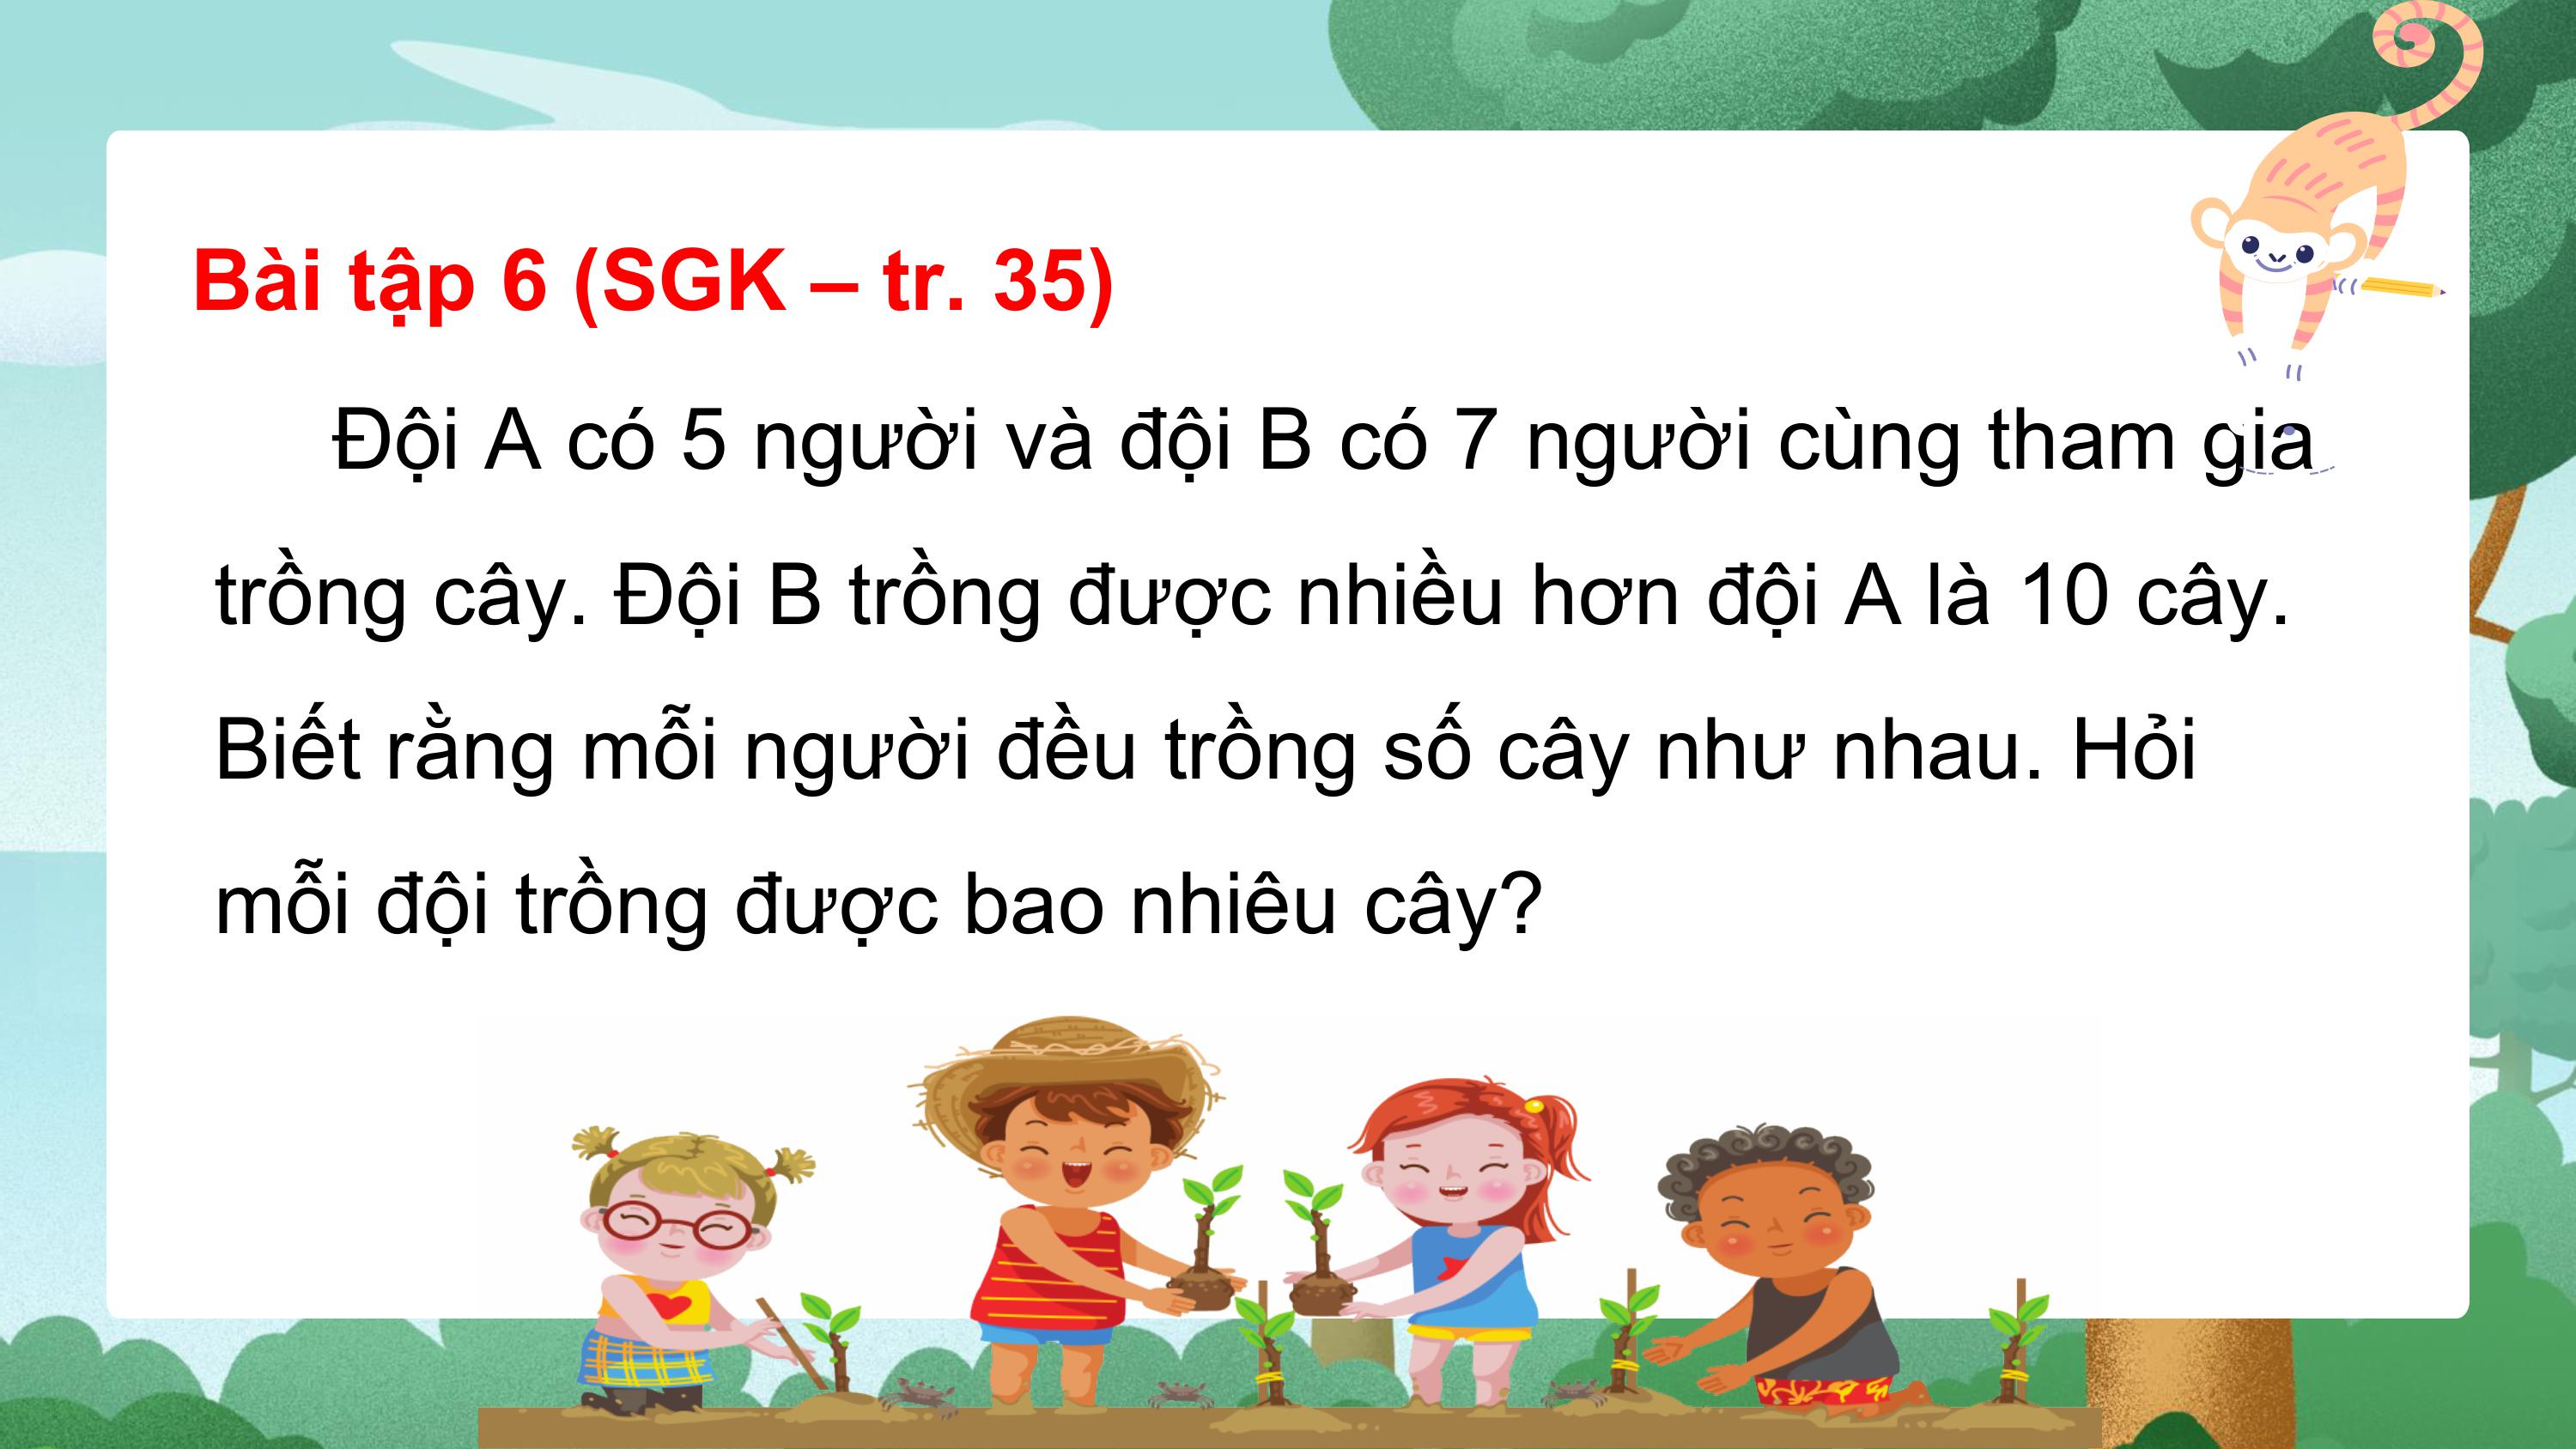 Bài tập 6 (SGK – tr. 35)
Đội A có 5 người và đội B có 7 người cùng tham gia
trồng cây. Đội B trồng được nhiều hơn đội A là 10 cây.
Biết rằng mỗi người đều trồng số cây như nhau. Hỏi
mỗi đội trồng được bao nhiêu cây?